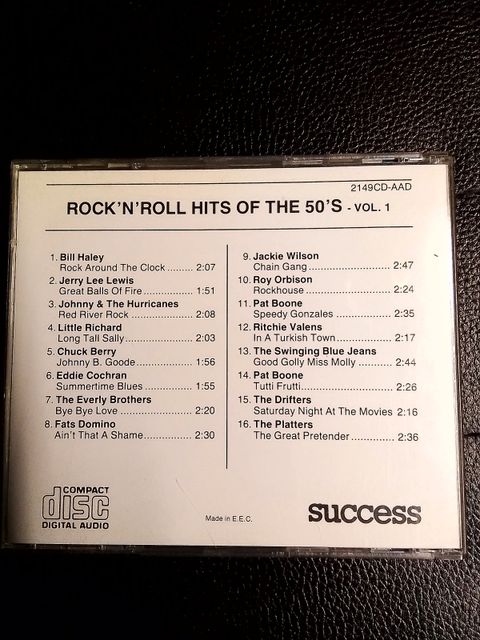 2149CD-AAD
ROCK'N'ROLL HITS OF THE 50'S - VOL. 1
1. Bill Haley
Rock Around The Clock ........ 2:07
2. Jerry Lee Lewis
Great Balls Of Fire ............... 1:51
3. Johnny & The Hurricanes
Red River Rock ................... 2:08
4. Little Richard
Long Tall Sally ..................... 2:03
5. Chuck Berry
Johnny B. Goode ................. 1:56
6. Eddie Cochran
Summertime Blues .............. 1:55
7. The Everly Brothers
Bye Bye Love ...................... 2:20
8. Fats Domino
Ain't That A Shame .............. 2:30
9. Jackie Wilson
Chain Gang ........................... 2:47
10. Roy Orbison
Rockhouse ........................... 2:24
11. Pat Boone
Speedy Gonzales .................. 2:35
12. Ritchie Valens
In A Turkish Town ................. 2:17
13. The Swinging Blue Jeans
Good Golly Miss Molly .......... 2:44
14. Pat Boone
Tutti Frutti ............................ 2:26
15. The Drifters
Saturday Night At The Movies 2:16
16. The Platters
The Great Pretender ............. 2:36
COMPACT
disc
DIGITAL AUDIO
Made in E.E.C.
success